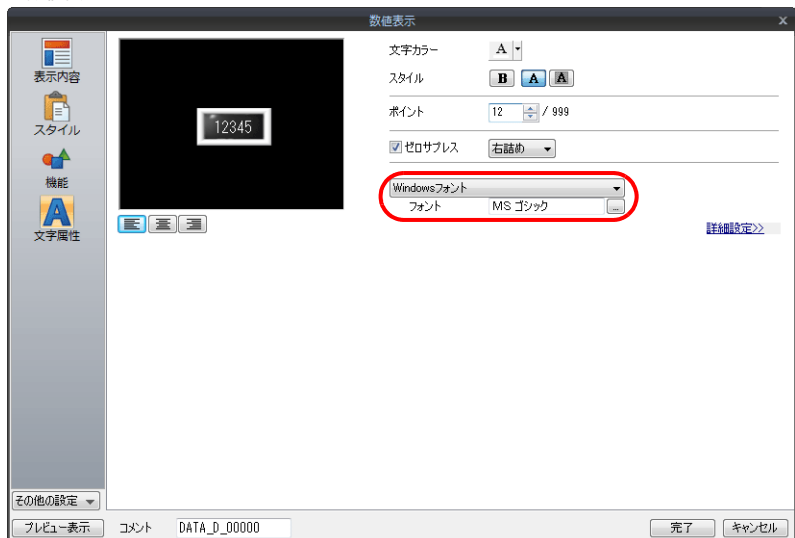 数値表示
x
表示内容
スタイル
機能
文字属性
12345
文字カラー A
スタイル B A A
ポイント 12 / 999
ゼロサプレス 右詰め
Windowsフォント
フォント MS ゴシック ...
詳細設定>>
その他の設定
プレビュー表示 コメント DATA_D_00000 完了 キャンセル